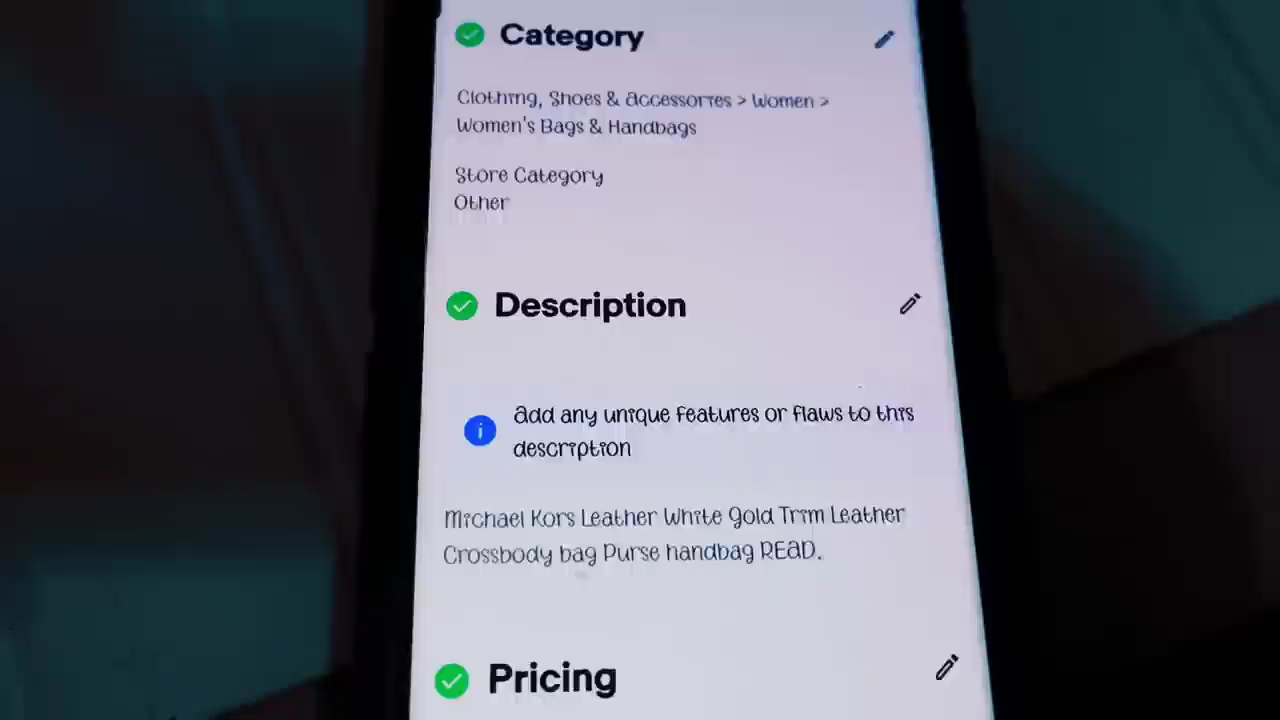 Category
Clothing, Shoes & Accessories > Women >
Women's Bags & Handbags
Store Category
Other
Description
Add any unique features or flaws to this
description
Michael Kors Leather White Gold Trim Leather
Crossbody bag Purse handbag READ.
Pricing